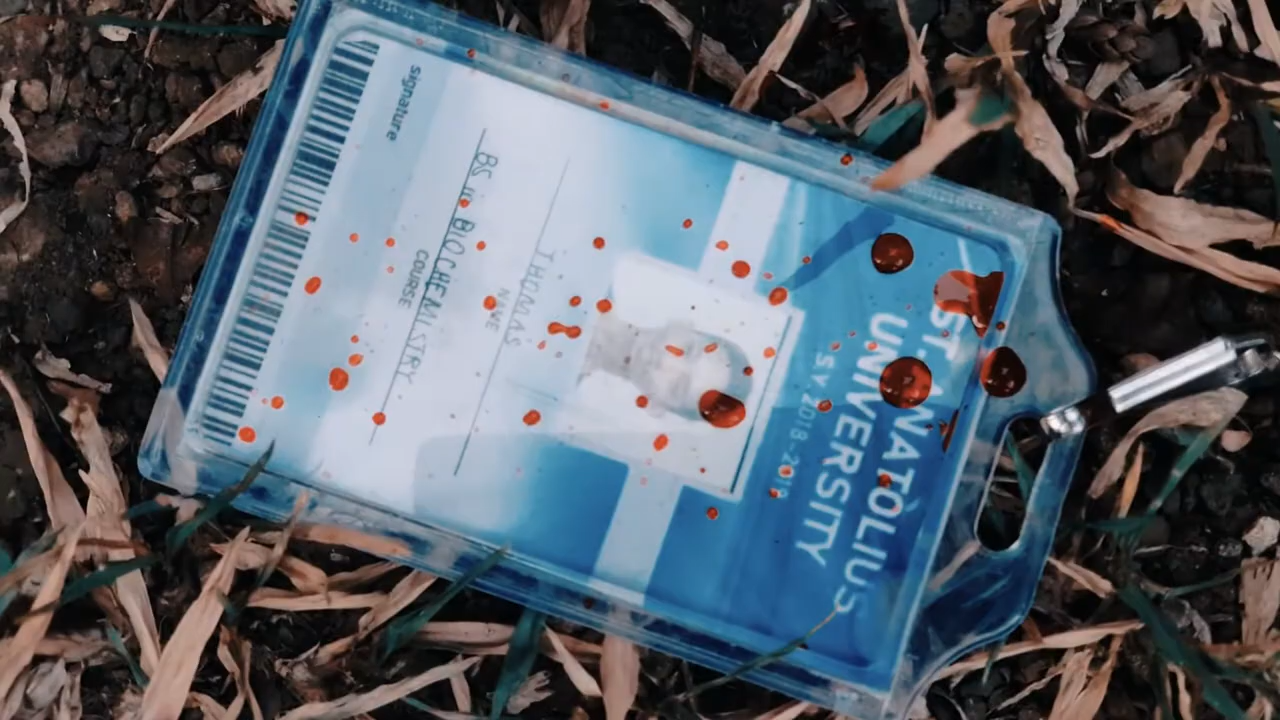 ST. ANATOLIUS
UNIVERSITY
S.Y. 2018-2019
THOMAS
NAME
BS in BIOCHEMISTRY
COURSE
Signature